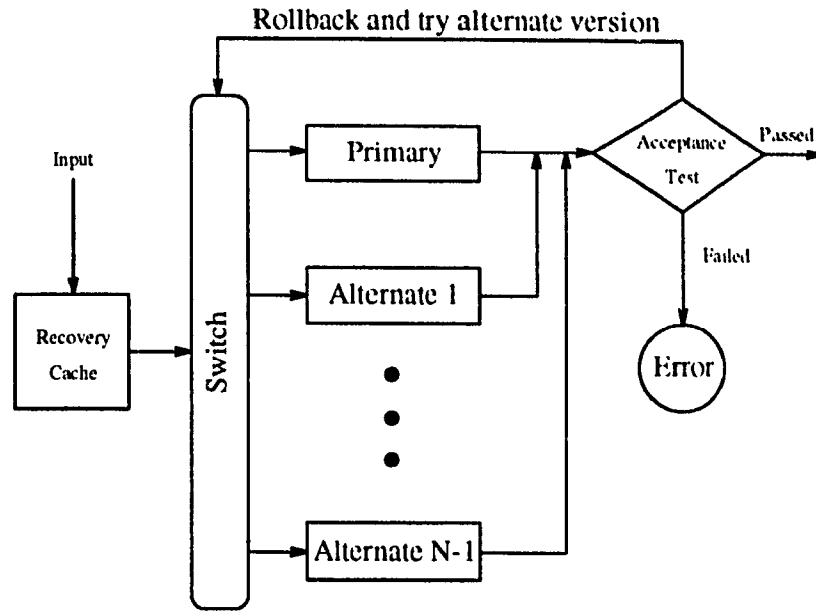 Rollback and try alternate version
Input
Recovery
Cache
Switch
Primary
Alternate 1
Alternate N-1
Acceptance
Test
Passed
Failed
Error